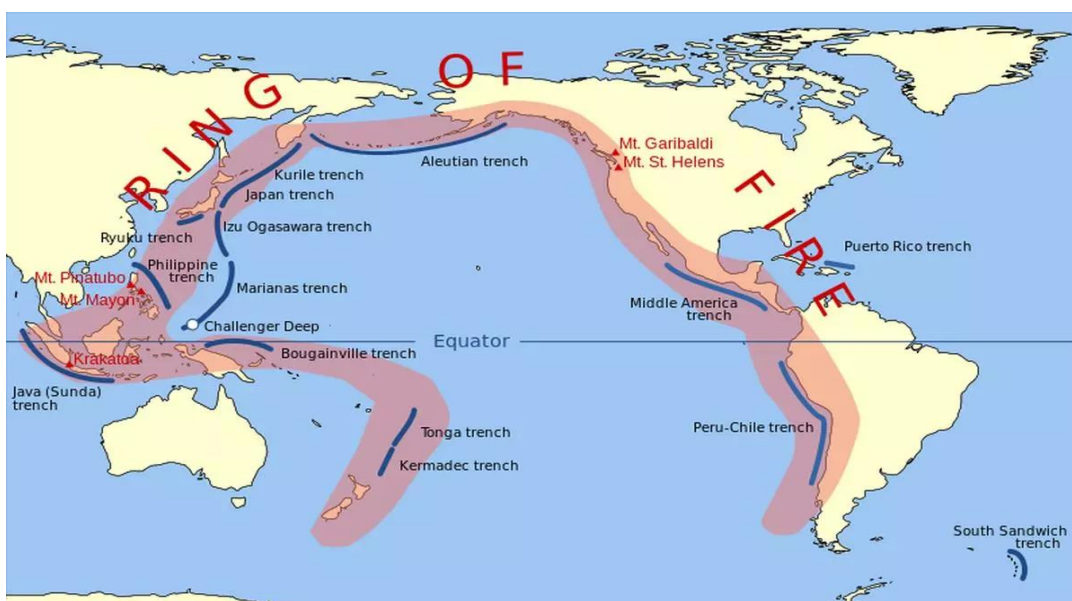 RING OF FIRE
Mt. Garibaldi
Mt. St. Helens
Aleutian trench
Kurile trench
Japan trench
Izu Ogasawara trench
Ryuku trench
Puerto Rico trench
Philippine
trench
Mt. Pinatubo
Mt. Mayon
Marianas trench
Middle America
trench
Challenger Deep
Equator
Bougainville trench
Krakatoa
Java (Sunda)
trench
Peru-Chile trench
Tonga trench
Kermadec trench
South Sandwich
trench